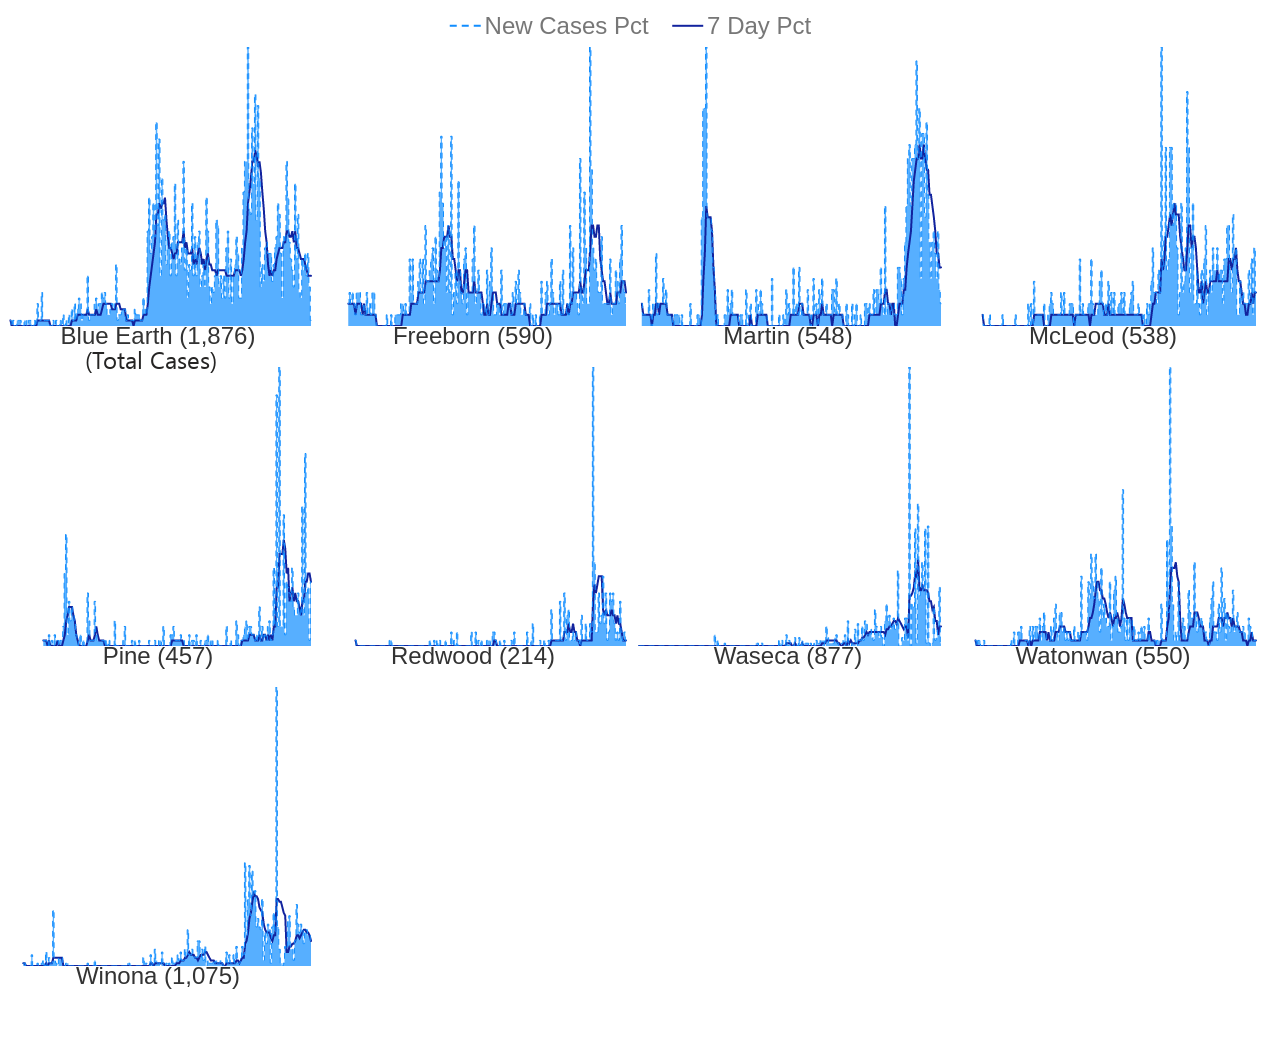 New Cases Pct 7 Day Pct
Blue Earth (1,876) Freeborn (590) Martin (548) McLeod (538)
(Total Cases)
Pine (457) Redwood (214) Waseca (877) Watonwan (550)
Winona (1,075)